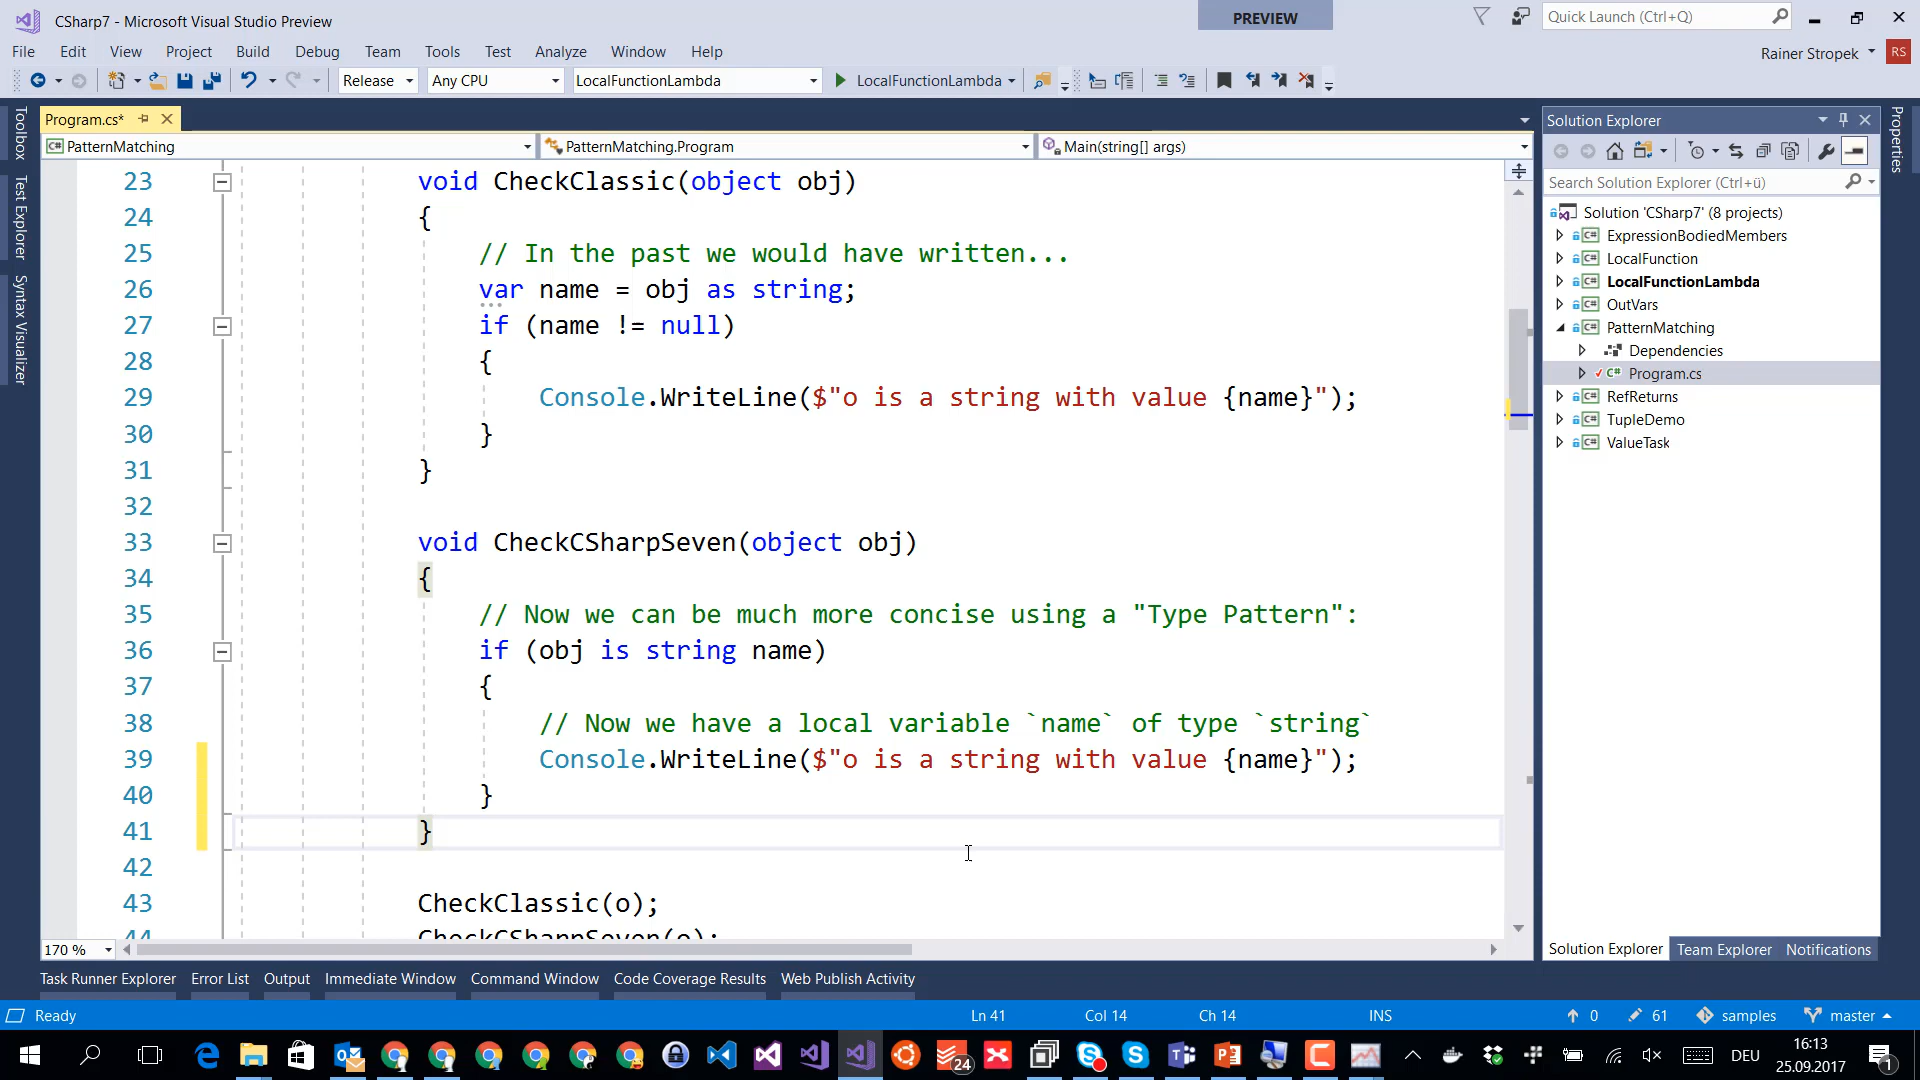 CSharp7 - Microsoft Visual Studio Preview
PREVIEW
Quick Launch (Ctrl+Q)
File Edit View Project Build Debug Team Tools Test Analyze Window Help
Rainer Stropek RS
Release Any CPU LocalFunctionLambda LocalFunctionLambda
Toolbox
Test Explorer
Syntax Visualizer
Program.cs*
PatternMatching PatternMatching.Program Main(string[] args)
23 void CheckClassic(object obj)
24 {
25 // In the past we would have written...
26 var name = obj as string;
27 if (name != null)
28 {
29 Console.WriteLine($"o is a string with value {name}");
30 }
31 }
32
33 void CheckCSharpSeven(object obj)
34 {
35 // Now we can be much more concise using a "Type Pattern":
36 if (obj is string name)
37 {
38 // Now we have a local variable `name` of type `string`
39 Console.WriteLine($"o is a string with value {name}");
40 }
41 }
42
43 CheckClassic(o);
44 CheckCSharpSeven(o);
170 %
Solution Explorer
Search Solution Explorer (Ctrl+ü)
Solution 'CSharp7' (8 projects)
C# ExpressionBodiedMembers
C# LocalFunction
C# LocalFunctionLambda
C# OutVars
C# PatternMatching
Dependencies
C# Program.cs
C# RefReturns
C# TupleDemo
C# ValueTask
Solution Explorer Team Explorer Notifications
Properties
Task Runner Explorer Error List Output Immediate Window Command Window Code Coverage Results Web Publish Activity
Ready Ln 41 Col 14 Ch 14 INS 0 61 samples master
24
DEU
16:13
25.09.2017
1